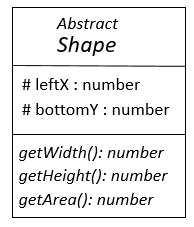 Abstract
Shape
# leftX : number
# bottomY : number
getWidth(): number
getHeight(): number
getArea(): number